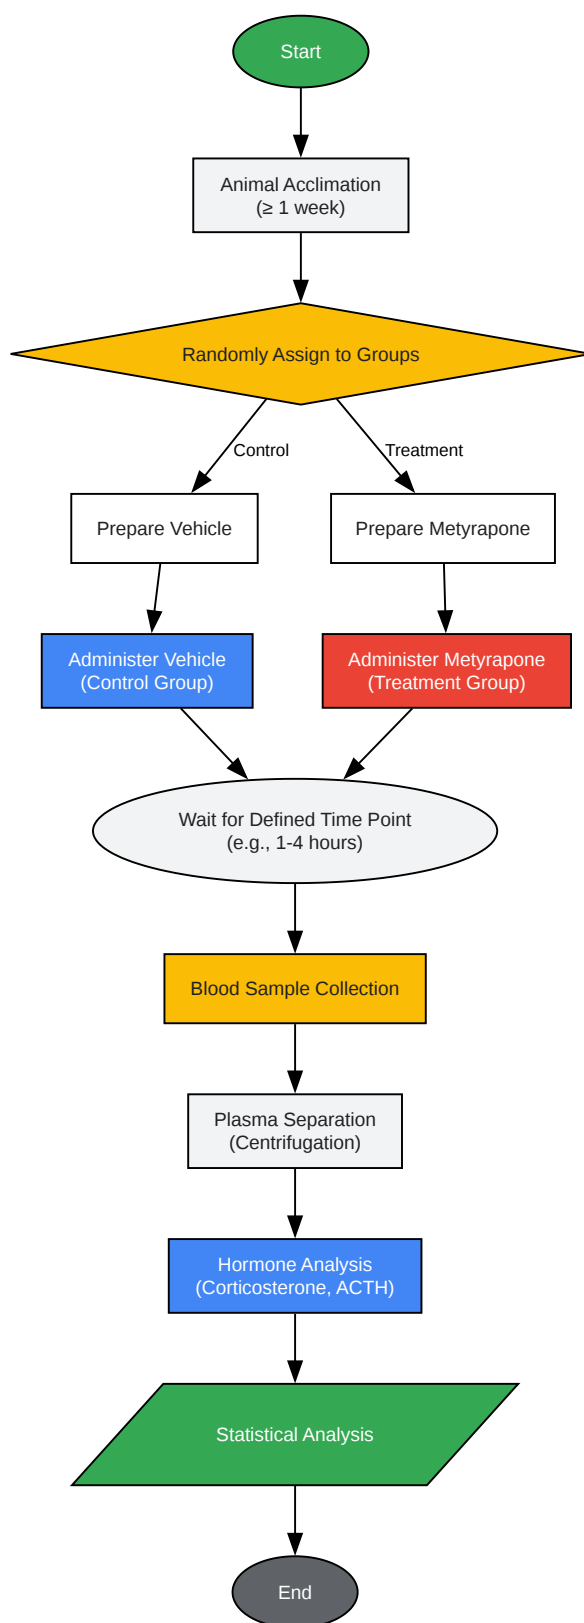 Start
Animal Acclimation
(≥ 1 week)
Randomly Assign to Groups
Control
Treatment
Prepare Vehicle
Prepare Metyrapone
Administer Vehicle
(Control Group)
Administer Metyrapone
(Treatment Group)
Wait for Defined Time Point
(e.g., 1-4 hours)
Blood Sample Collection
Plasma Separation
(Centrifugation)
Hormone Analysis
(Corticosterone, ACTH)
Statistical Analysis
End